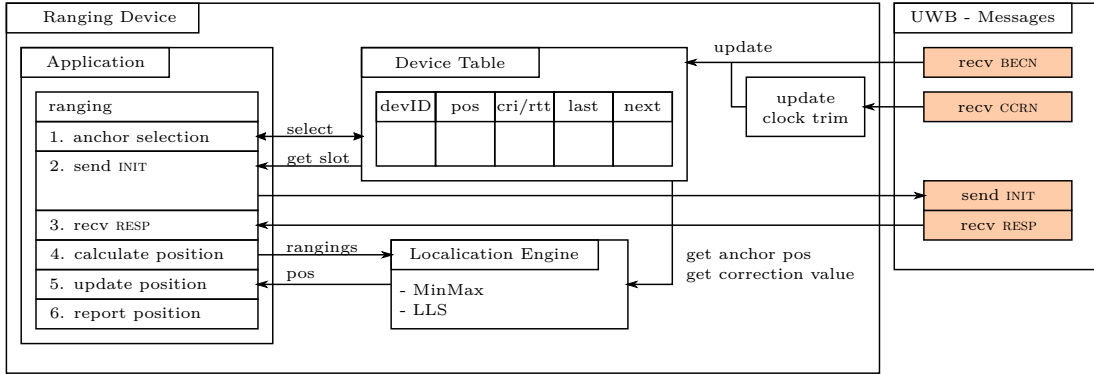 Ranging Device
UWB - Messages
Application
Device Table
update
recv BECN
devID pos cri/rtt last next
update
clock trim
recv CCRN
ranging
1. anchor selection
select
2. send INIT
get slot
send INIT
3. recv RESP
recv RESP
4. calculate position
rangings
Localication Engine
get anchor pos
get correction value
5. update position
pos
- MinMax
- LLS
6. report position